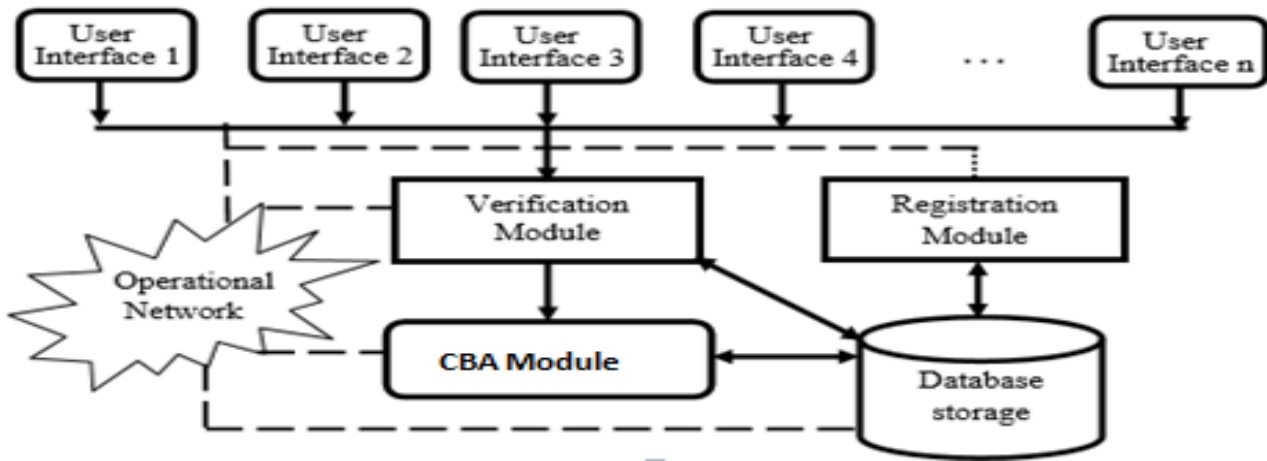 User
Interface 1
User
Interface 2
User
Interface 3
User
Interface 4
...
User
Interface n
Verification
Module
Registration
Module
Operational
Network
CBA Module
Database
storage